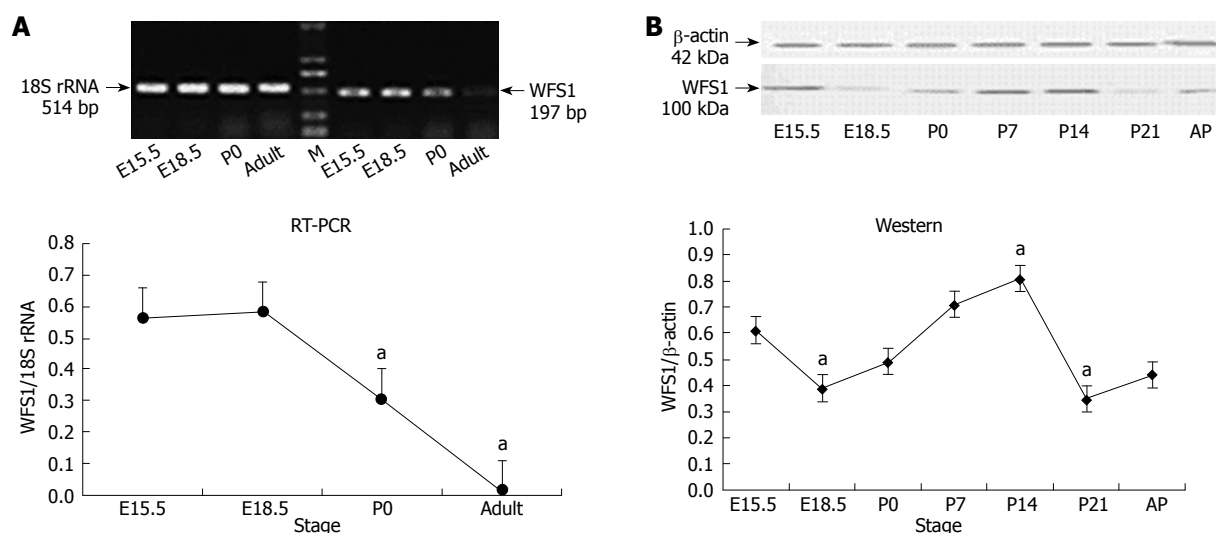 A
18S rRNA
514 bp
WFS1
197 bp
E15.5 E18.5 P0 Adult M E15.5 E18.5 P0 Adult
RT-PCR
WFS1/18S rRNA
0.8
0.7
0.6
0.5
0.4
0.3
0.2
0.1
0.0
a
a
E15.5 E18.5 P0 Adult
Stage
B
β-actin
42 kDa
WFS1
100 kDa
E15.5 E18.5 P0 P7 P14 P21 AP
Western
WFS1/β-actin
1.0
0.9
0.8
0.7
0.6
0.5
0.4
0.3
0.2
0.1
0.0
a
a
a
E15.5 E18.5 P0 P7 P14 P21 AP
Stage